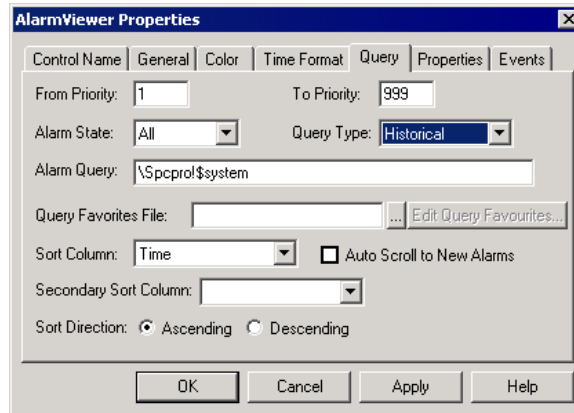 AlarmViewer Properties
Control Name General Color Time Format Query Properties Events
From Priority: 1 To Priority: 999
Alarm State: All Query Type: Historical
Alarm Query: \Spcpro!$system
Query Favorites File: ... Edit Query Favourites...
Sort Column: Time Auto Scroll to New Alarms
Secondary Sort Column:
Sort Direction: Ascending Descending
OK Cancel Apply Help